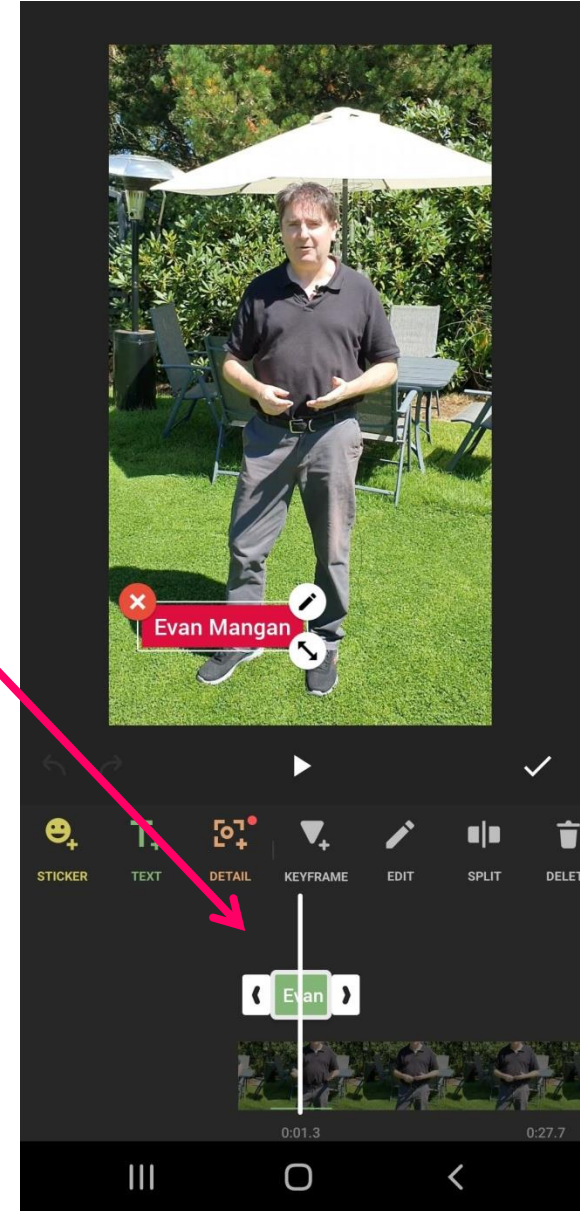 Evan Mangan
STICKER TEXT DETAIL KEYFRAME EDIT SPLIT DELET
Evan
0:01.3 0:27.7